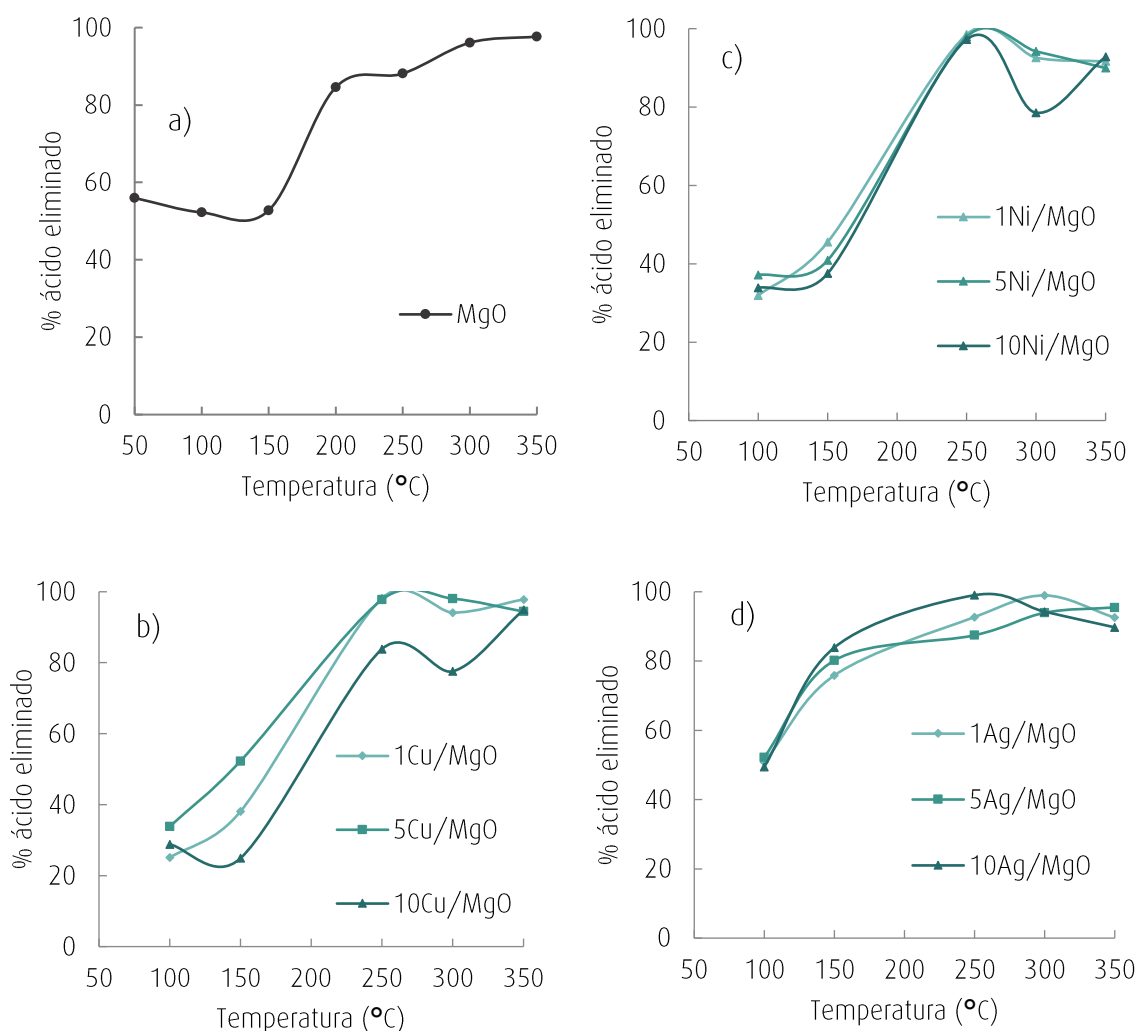 a)
% ácido eliminado
100
80
60
40
20
0
MgO
50 100 150 200 250 300 350
Temperatura (°C)
c)
% ácido eliminado
100
80
60
40
20
0
1Ni/MgO
5Ni/MgO
10Ni/MgO
50 100 150 200 250 300 350
Temperatura (°C)
b)
% ácido eliminado
100
80
60
40
20
0
1Cu/MgO
5Cu/MgO
10Cu/MgO
50 100 150 200 250 300 350
Temperatura (°C)
d)
% ácido eliminado
100
80
60
40
20
0
1Ag/MgO
5Ag/MgO
10Ag/MgO
50 100 150 200 250 300 350
Temperatura (°C)